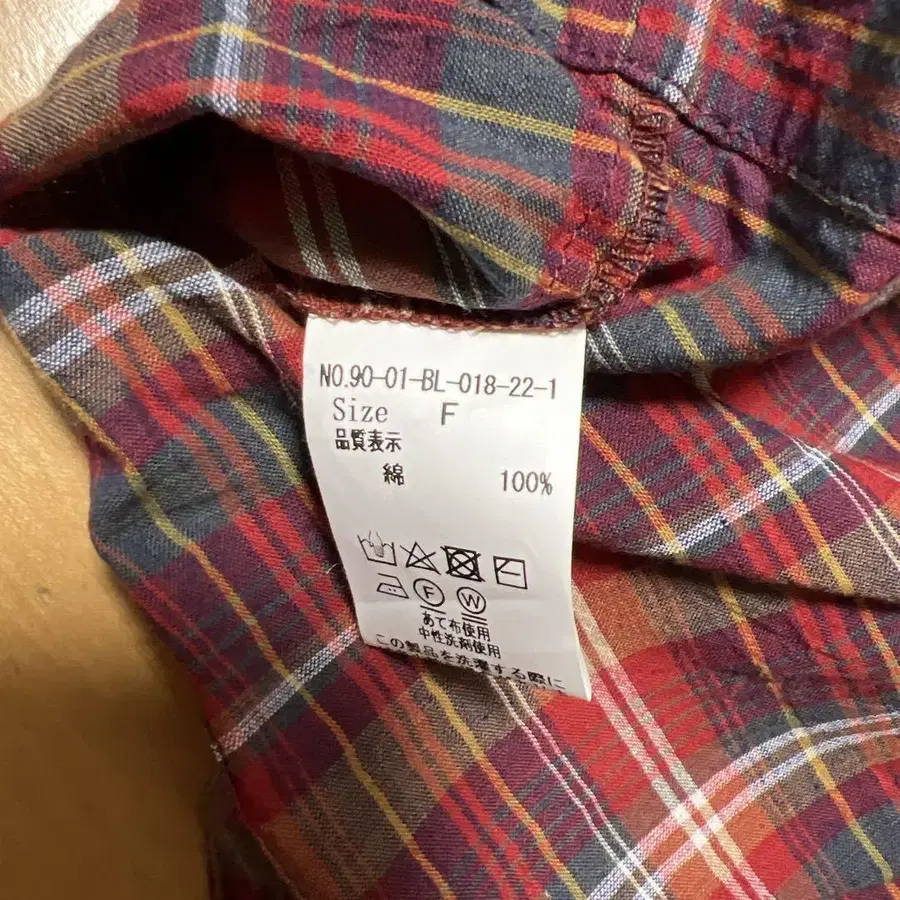 NO.90-01-BL-018-22-1
Size F
品質表示
綿 100%
F W
あて布使用
中性洗剤使用
この製品を洗濯する際に